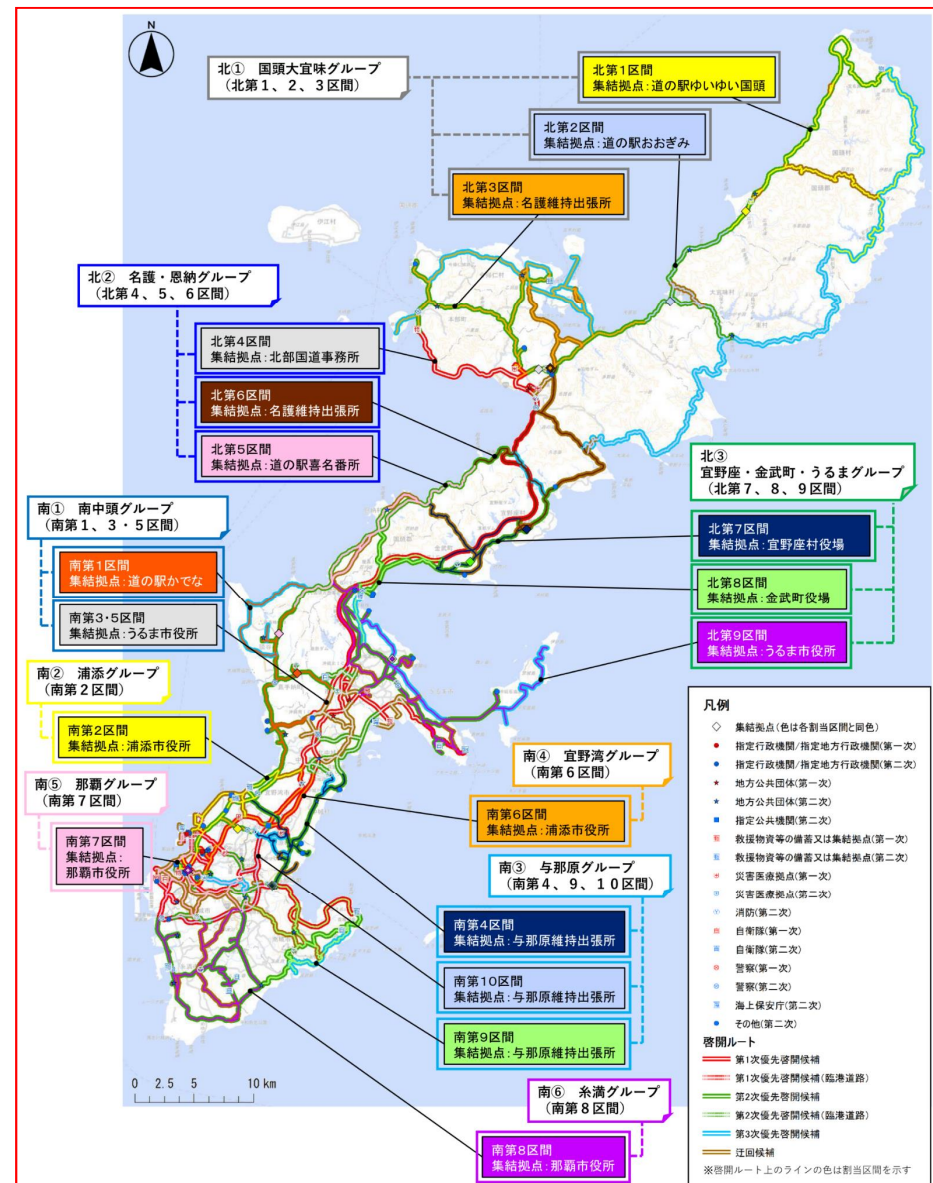 N
北① 国頭大宜味グループ
(北第1、2、3区間)
北第1区間
集結拠点:道の駅ゆいゆい国頭
北第2区間
集結拠点:道の駅おおぎみ
北第3区間
集結拠点:名護維持出張所
北② 名護・恩納グループ
(北第4、5、6区間)
北第4区間
集結拠点:北部国道事務所
北第6区間
集結拠点:名護維持出張所
北第5区間
集結拠点:道の駅喜名番所
北③
宜野座・金武町・うるまグループ
(北第7、8、9区間)
北第7区間
集結拠点:宜野座村役場
北第8区間
集結拠点:金武町役場
北第9区間
集結拠点:うるま市役所
南① 南中頭グループ
(南第1、3・5区間)
南第1区間
集結拠点:道の駅かでな
南第3・5区間
集結拠点:うるま市役所
南② 浦添グループ
(南第2区間)
南第2区間
集結拠点:浦添市役所
南⑤ 那覇グループ
(南第7区間)
南第7区間
集結拠点:
那覇市役所
南④ 宜野湾グループ
(南第6区間)
南第6区間
集結拠点:浦添市役所
南③ 与那原グループ
(南第4、9、10区間)
南第4区間
集結拠点:与那原維持出張所
南第10区間
集結拠点:与那原維持出張所
南第9区間
集結拠点:与那原維持出張所
南⑥ 糸満グループ
(南第8区間)
南第8区間
集結拠点:那覇市役所
0 2.5 5 10 km
国頭村
大宜味村
東村
伊江村
今帰仁村
本部町
宜野座村
金武町
凡例
集結拠点(色は各割当区間と同色)
指定行政機関/指定地方行政機関(第一次)
指定行政機関/指定地方行政機関(第二次)
地方公共団体(第一次)
地方公共団体(第二次)
指定公共機関(第二次)
救援物資等の備蓄又は集結拠点(第一次)
救援物資等の備蓄又は集結拠点(第二次)
災害医療拠点(第一次)
災害医療拠点(第二次)
消防(第二次)
自衛隊(第一次)
自衛隊(第二次)
警察(第一次)
警察(第二次)
海上保安庁(第二次)
その他(第二次)
啓開ルート
第1次優先啓開候補
第1次優先啓開候補(臨港道路)
第2次優先啓開候補
第2次優先啓開候補(臨港道路)
第3次優先啓開候補
迂回候補
※啓開ルート上のラインの色は割当区間を示す